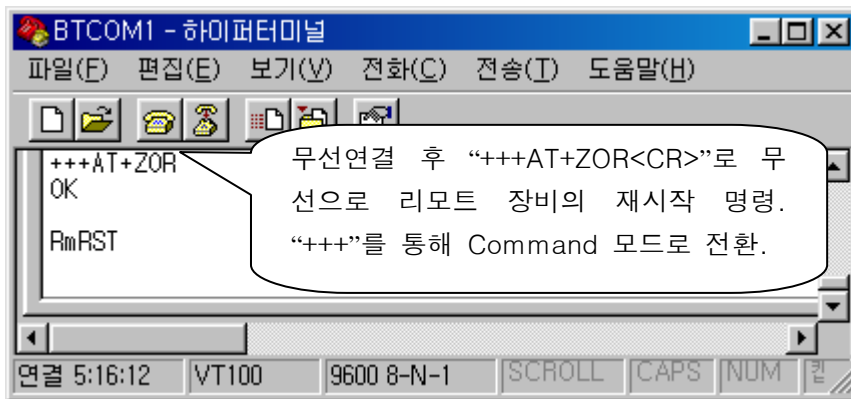 BTCOM1 - 하이퍼터미널
파일(F) 편집(E) 보기(V) 전화(C) 전송(T) 도움말(H)
+++AT+ZOR
OK
RmRST
무선연결 후 “+++AT+ZOR<CR>”로 무
선으로 리모트 장비의 재시작 명령.
“+++”를 통해 Command 모드로 전환.
연결 5:16:12 VT100 9600 8-N-1 SCROLL CAPS NUM